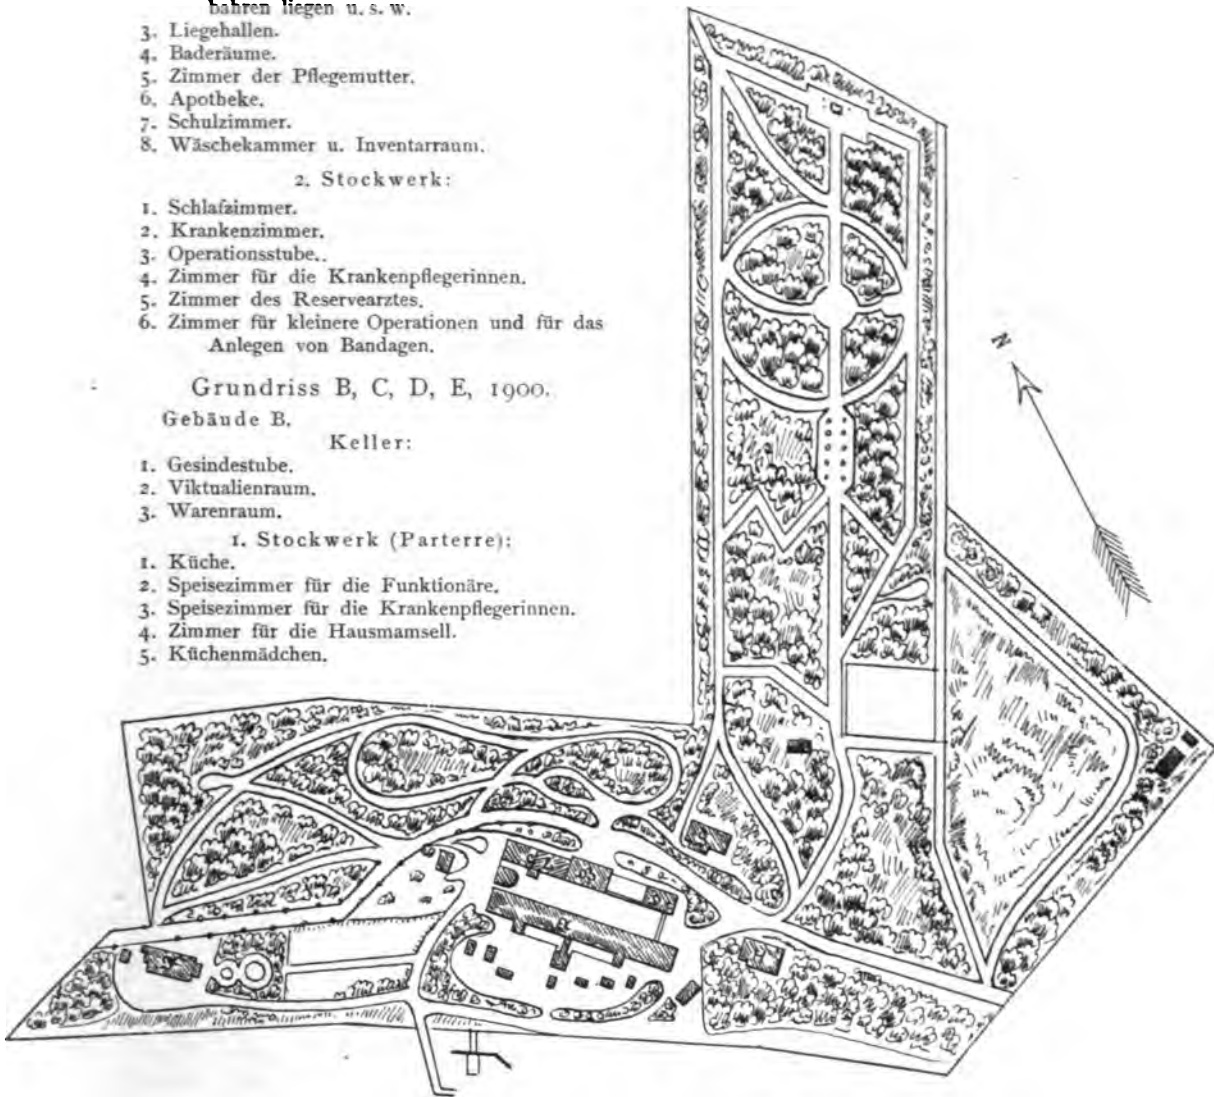 bahren liegen u. s. w.
3. Liegehallen.
4. Baderäume.
5. Zimmer der Pflegemutter.
6. Apotheke.
7. Schulzimmer.
8. Wäschekammer u. Inventarraum.
2. Stockwerk:
1. Schlafzimmer.
2. Krankenzimmer.
3. Operationsstube..
4. Zimmer für die Krankenpflegerinnen.
5. Zimmer des Reservearztes.
6. Zimmer für kleinere Operationen und für das
Anlegen von Bandagen.
Grundriss B, C, D, E, 1900.
Gebäude B.
Keller:
1. Gesindestube.
2. Viktualienraum.
3. Warenraum.
1. Stockwerk (Parterre):
1. Küche.
2. Speisezimmer für die Funktionäre.
3. Speisezimmer für die Krankenpflegerinnen.
4. Zimmer für die Hausmamsell.
5. Küchenmädchen.
N